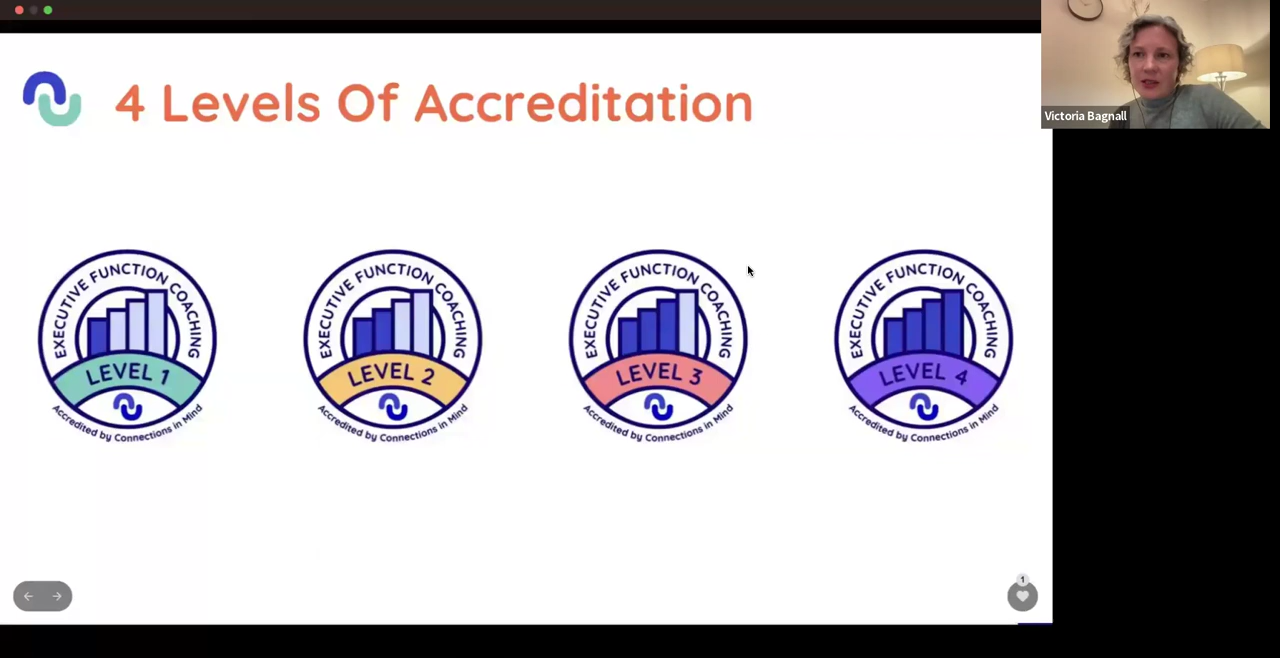 4 Levels Of Accreditation
Victoria Bagnall
EXECUTIVE FUNCTION COACHING
LEVEL 1
Accredited by Connections in Mind
EXECUTIVE FUNCTION COACHING
LEVEL 2
Accredited by Connections in Mind
EXECUTIVE FUNCTION COACHING
LEVEL 3
Accredited by Connections in Mind
EXECUTIVE FUNCTION COACHING
LEVEL 4
Accredited by Connections in Mind
1